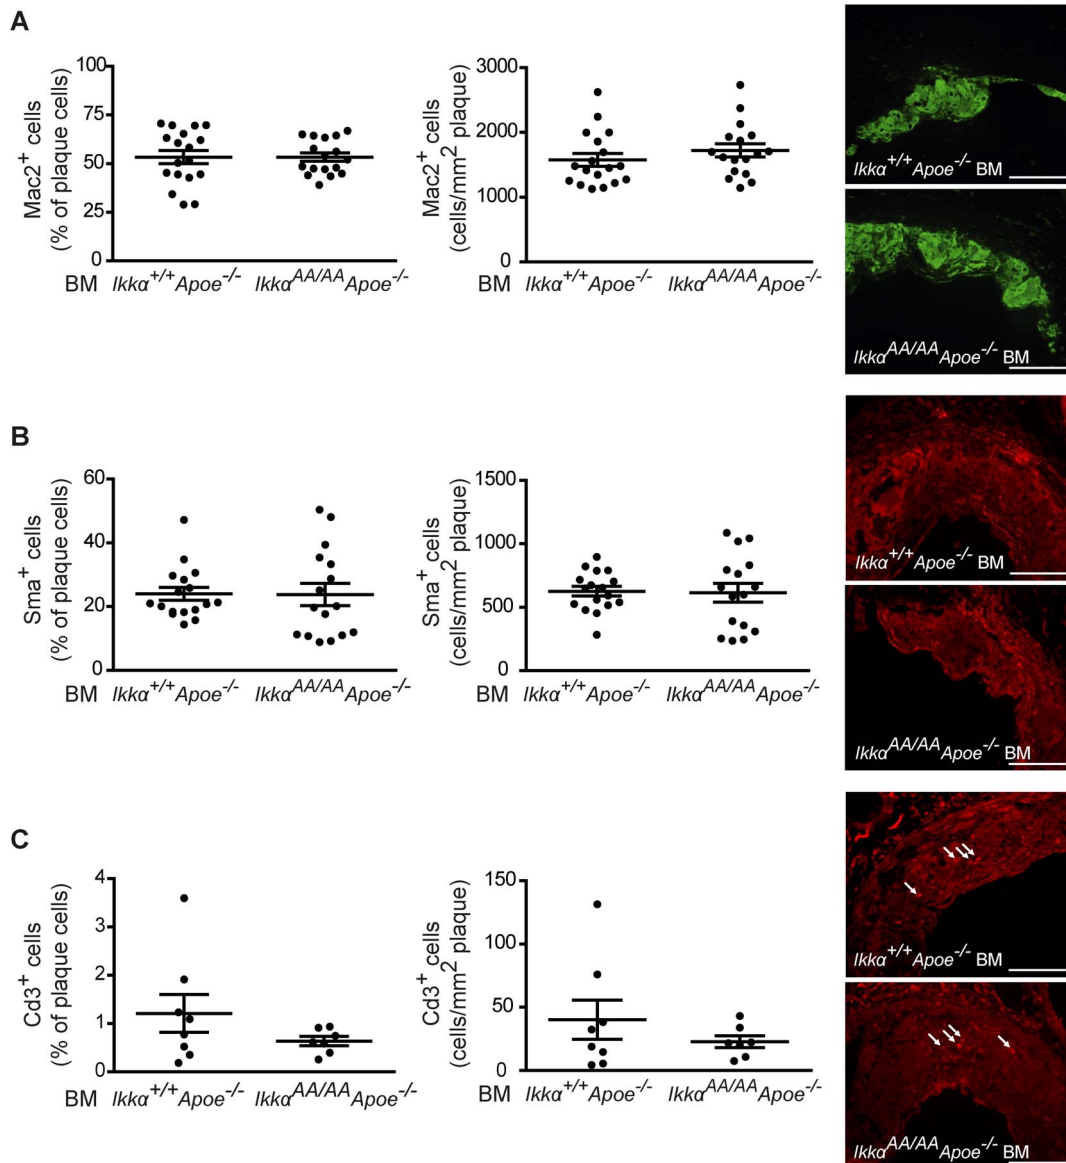 A
Mac2+ cells
(% of plaque cells)
100
75
50
25
0
BM Ikkα+/+Apoe-/- IkkαAA/AAApoe-/-
Mac2+ cells
(cells/mm2 plaque)
3000
2000
1000
0
BM Ikkα+/+Apoe-/- IkkαAA/AAApoe-/-
Ikkα+/+Apoe-/- BM
IkkαAA/AAApoe-/- BM
B
Sma+ cells
(% of plaque cells)
60
40
20
0
BM Ikkα+/+Apoe-/- IkkαAA/AAApoe-/-
Sma+ cells
(cells/mm2 plaque)
1500
1000
500
0
BM Ikkα+/+Apoe-/- IkkαAA/AAApoe-/-
Ikkα+/+Apoe-/- BM
IkkαAA/AAApoe-/- BM
C
Cd3+ cells
(% of plaque cells)
4
3
2
1
0
BM Ikkα+/+Apoe-/- IkkαAA/AAApoe-/-
Cd3+ cells
(cells/mm2 plaque)
150
100
50
0
BM Ikkα+/+Apoe-/- IkkαAA/AAApoe-/-
Ikkα+/+Apoe-/- BM
IkkαAA/AAApoe-/- BM